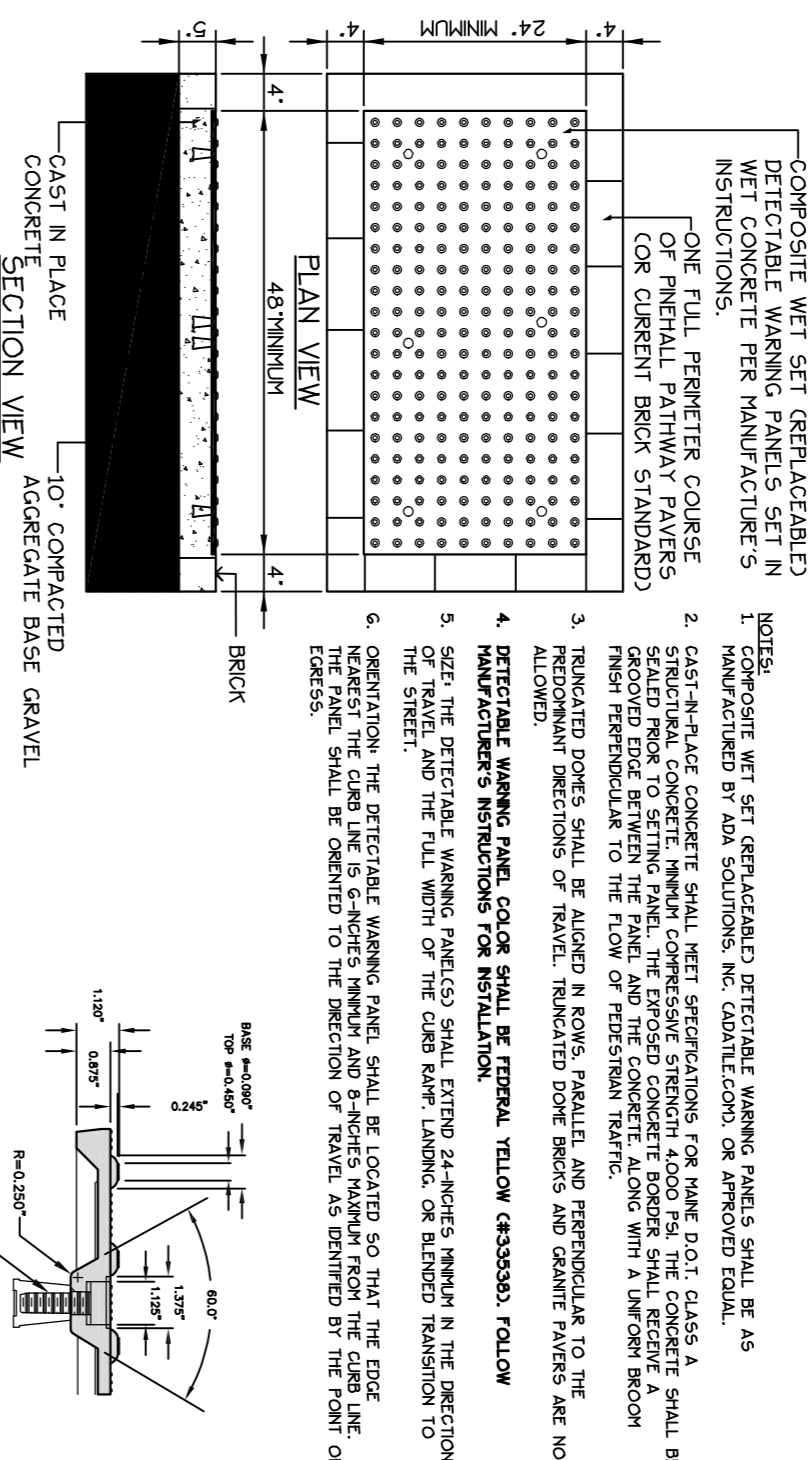 COMPOSITE WET SET (REPLACEABLE)
DETECTABLE WARNING PANELS SET IN
WET CONCRETE PER MANUFACTURE'S
INSTRUCTIONS.
ONE FULL PERIMETER COURSE
OF PINEHALL PATHWAY PAVERS
(OR CURRENT BRICK STANDARD)
4"
24" MINIMUM
4"
PLAN VIEW
4"
48"MINIMUM
4"
5"
BRICK
CAST IN PLACE
CONCRETE
10" COMPACTED
AGGREGATE BASE GRAVEL
SECTION VIEW
NOTES:
1. COMPOSITE WET SET (REPLACEABLE) DETECTABLE WARNING PANELS SHALL BE AS
MANUFACTURED BY ADA SOLUTIONS, INC. (ADATILE.COM), OR APPROVED EQUAL.
2. CAST-IN-PLACE CONCRETE SHALL MEET SPECIFICATIONS FOR MAINE D.O.T. CLASS A
STRUCTURAL CONCRETE, MINIMUM COMPRESSIVE STRENGTH 4,000 PSI. THE CONCRETE SHALL B
SEALED PRIOR TO SETTING PANEL. THE EXPOSED CONCRETE BORDER SHALL RECEIVE A
GROOVED EDGE BETWEEN THE PANEL AND THE CONCRETE, ALONG WITH A UNIFORM BROOM
FINISH PERPENDICULAR TO THE FLOW OF PEDESTRIAN TRAFFIC.
3. TRUNCATED DOMES SHALL BE ALIGNED IN ROWS, PARALLEL AND PERPENDICULAR TO THE
PREDOMINANT DIRECTIONS OF TRAVEL. TRUNCATED DOME BRICKS AND GRANITE PAVERS ARE NO
ALLOWED.
4. DETECTABLE WARNING PANEL COLOR SHALL BE FEDERAL YELLOW (#33538). FOLLOW
MANUFACTURER'S INSTRUCTIONS FOR INSTALLATION.
5. SIZE: THE DETECTABLE WARNING PANEL(S) SHALL EXTEND 24-INCHES MINIMUM IN THE DIRECTION
OF TRAVEL AND THE FULL WIDTH OF THE CURB RAMP, LANDING, OR BLENDED TRANSITION TO
THE STREET.
6. ORIENTATION: THE DETECTABLE WARNING PANEL SHALL BE LOCATED SO THAT THE EDGE
NEAREST THE CURB LINE IS 6-INCHES MINIMUM AND 8-INCHES MAXIMUM FROM THE CURB LINE.
THE PANEL SHALL BE ORIENTED TO THE DIRECTION OF TRAVEL AS IDENTIFIED BY THE POINT O
EGRESS.
BASE ø=0.090"
TOP ø=0.450"
0.245"
1.120"
0.875"
60.0°
1.375"
1.125"
R=0.250"